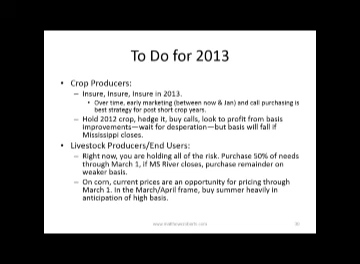 To Do for 2013
• Crop Producers:
– Insure, Insure, Insure in 2013.
• Over time, early marketing (between now & Jan) and call purchasing is
best strategy for post short crop years.
– Hold 2012 crop, hedge it, buy calls, look to profit from basis
improvements—wait for desperation—but basis will fall if
Mississippi closes.
• Livestock Producers/End Users:
– Right now, you are holding all of the risk. Purchase 50% of needs
through March 1, if MS River closes, purchase remainder on
weaker basis.
– On corn, current prices are an opportunity for pricing through
March 1. In the March/April frame, buy summer heavily in
anticipation of high basis.